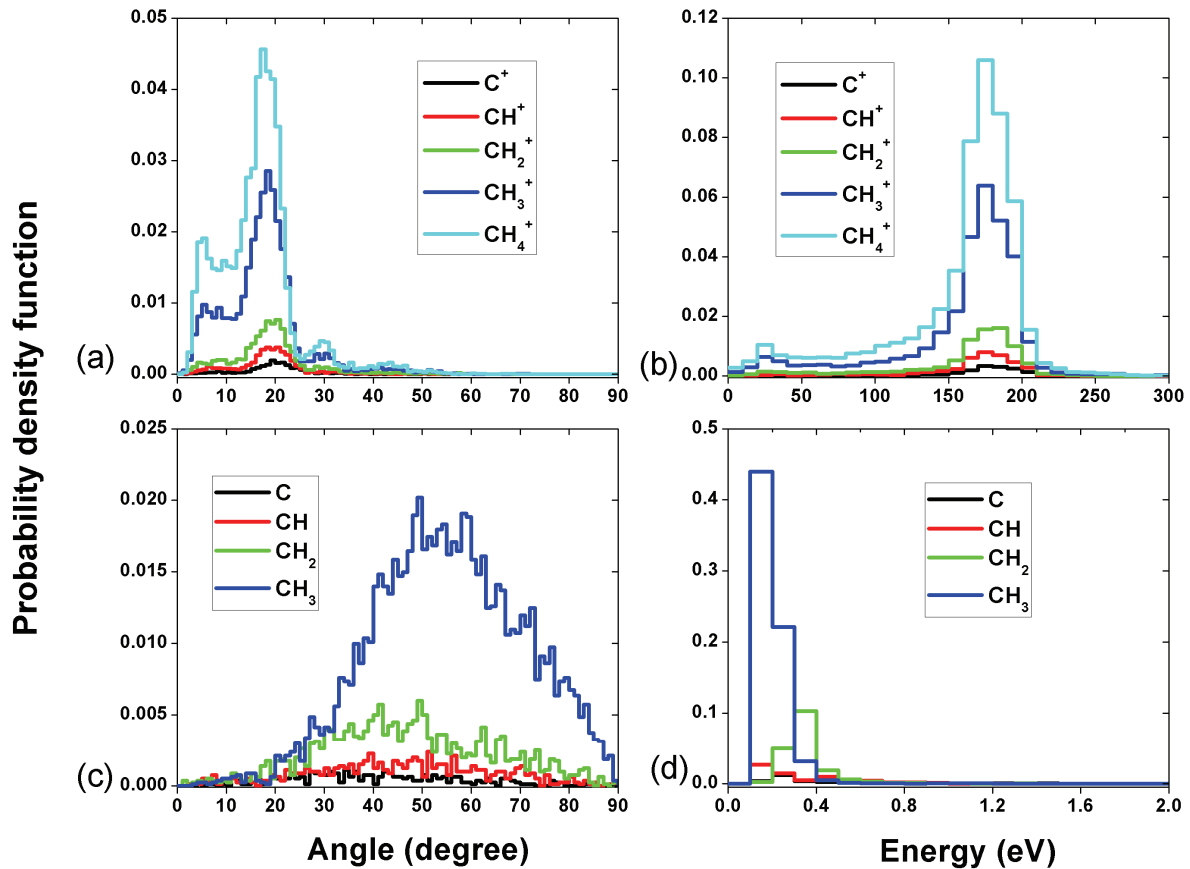 Probability density function
0.05
0.04
0.03
0.02
0.01
0.00
C+
CH+
CH2+
CH3+
CH4+
(a)
0 10 20 30 40 50 60 70 80 90
0.12
0.10
0.08
0.06
0.04
0.02
0.00
C+
CH+
CH2+
CH3+
CH4+
(b)
0 50 100 150 200 250 300
0.025
0.020
0.015
0.010
0.005
0.000
C
CH
CH2
CH3
(c)
0 10 20 30 40 50 60 70 80 90
Angle (degree)
0.5
0.4
0.3
0.2
0.1
0.0
C
CH
CH2
CH3
(d)
0.0 0.4 0.8 1.2 1.6 2.0
Energy (eV)